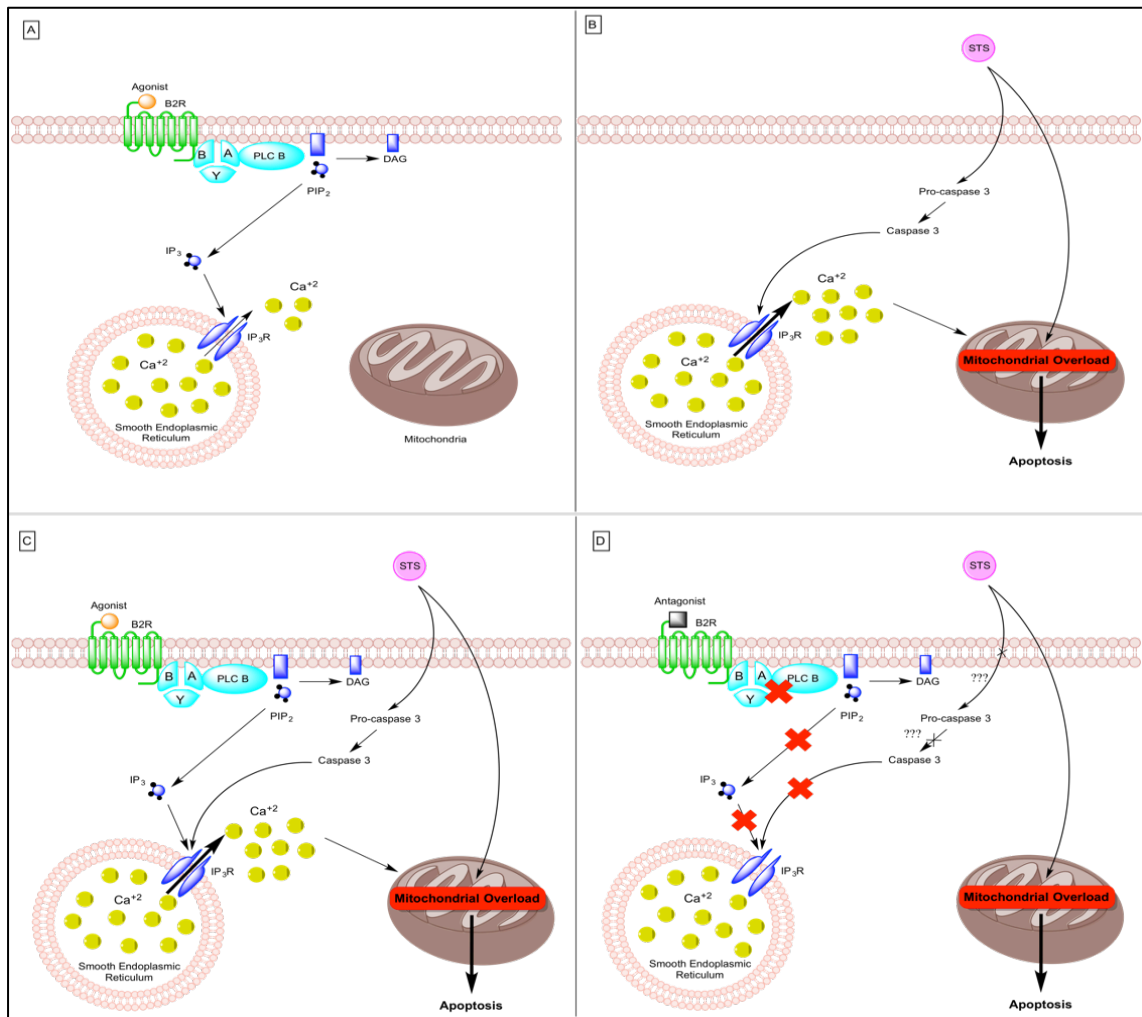 A
Agonist
B2R
B
A
Y
PLC B
PIP₂
DAG
IP₃
Ca⁺²
IP₃R
Ca⁺²
Smooth Endoplasmic
Reticulum
Mitochondria
B
STS
Pro-caspase 3
Caspase 3
Ca⁺²
IP₃R
Ca⁺²
Smooth Endoplasmic
Reticulum
Mitochondrial Overload
Apoptosis
C
STS
Agonist
B2R
B
A
Y
PLC B
PIP₂
DAG
Pro-caspase 3
Caspase 3
IP₃
Ca⁺²
IP₃R
Ca⁺²
Smooth Endoplasmic
Reticulum
Mitochondrial Overload
Apoptosis
D
STS
Antagonist
B2R
B
A
Y
PLC B
PIP₂
DAG
???
Pro-caspase 3
???
Caspase 3
IP₃
IP₃R
Ca⁺²
Smooth Endoplasmic
Reticulum
Mitochondrial Overload
Apoptosis